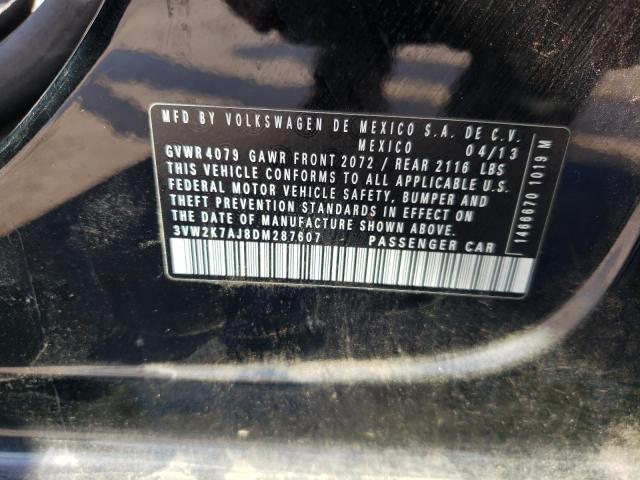 MFD BY VOLKSWAGEN DE MEXICO S.A. DE C.V.
MEXICO 04/13
GVWR 4079 GAWR FRONT 2072 / REAR 2116 LBS
THIS VEHICLE CONFORMS TO ALL APPLICABLE U.S.
FEDERAL MOTOR VEHICLE SAFETY, BUMPER AND
THEFT PREVENTION STANDARDS IN EFFECT ON
THE DATE OF MANUFACTURE SHOWN ABOVE.
3VW2K7AJ8DM287607 PASSENGER CAR
1466670 1019 M